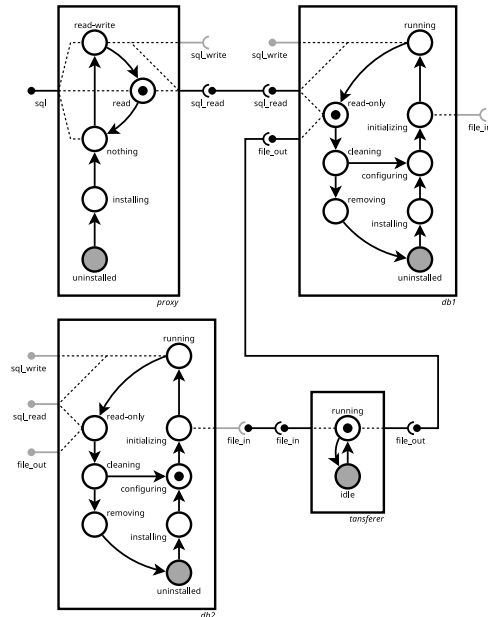 read-write
sql_write
sql
read
sql_read
nothing
installing
uninstalled
proxy
running
sql_write
sql_read
read-only
file_out
initializing
file_in
cleaning
configuring
removing
installing
uninstalled
db1
running
sql_write
sql_read
read-only
file_out
initializing
file_in
cleaning
configuring
removing
installing
uninstalled
db2
running
file_in
file_out
idle
tansferer